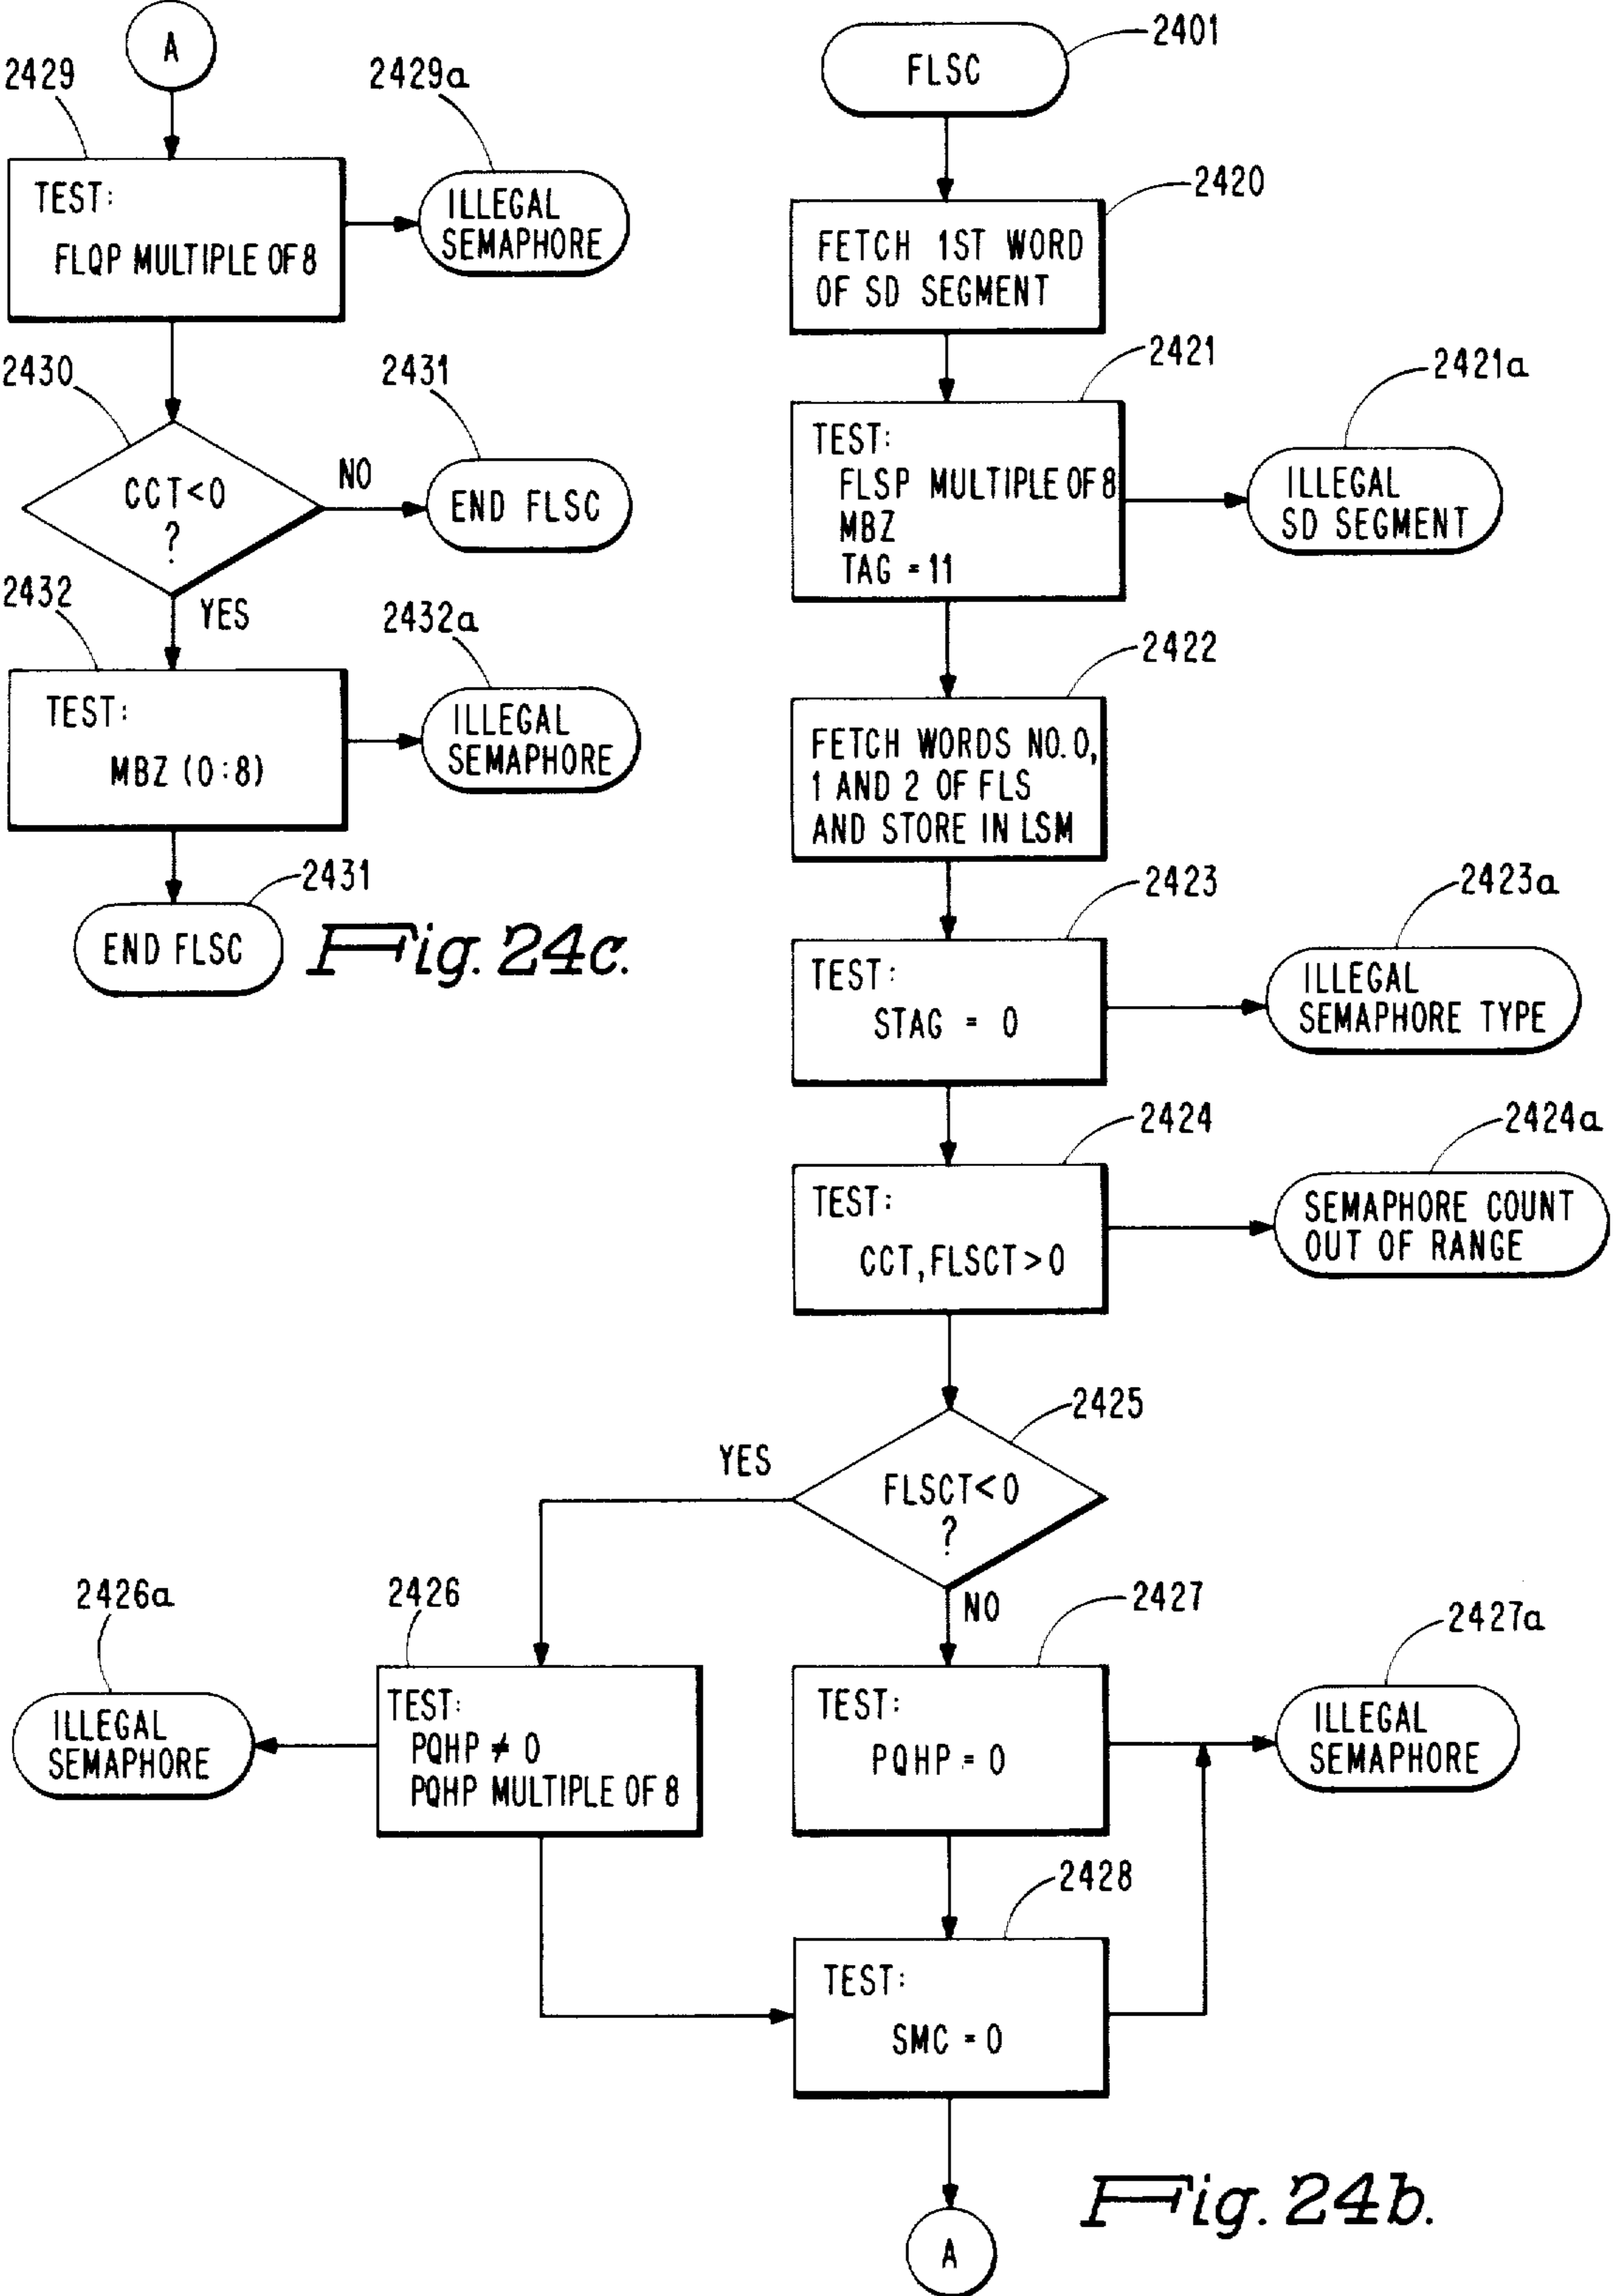 A
2429
2429a
TEST:
FLQP MULTIPLE OF 8
ILLEGAL
SEMAPHORE
2430
2431
CCT<0
?
NO
END FLSC
YES
2432
2432a
TEST:
MBZ (0:8)
ILLEGAL
SEMAPHORE
2431
END FLSC
Fig. 24c.
2401
FLSC
2420
FETCH 1ST WORD
OF SD SEGMENT
2421
2421a
TEST:
FLSP MULTIPLE OF 8
MBZ
TAG = 11
ILLEGAL
SD SEGMENT
2422
FETCH WORDS NO. 0,
1 AND 2 OF FLS
AND STORE IN LSM
2423
2423a
TEST:
STAG = 0
ILLEGAL
SEMAPHORE TYPE
2424
2424a
TEST:
CCT, FLSCT > 0
SEMAPHORE COUNT
OUT OF RANGE
2425
FLSCT < 0
?
YES
NO
2426a
2426
ILLEGAL
SEMAPHORE
TEST:
PQHP ≠ 0
PQHP MULTIPLE OF 8
2427
2427a
TEST:
PQHP = 0
ILLEGAL
SEMAPHORE
2428
TEST:
SMC = 0
A
Fig. 24b.